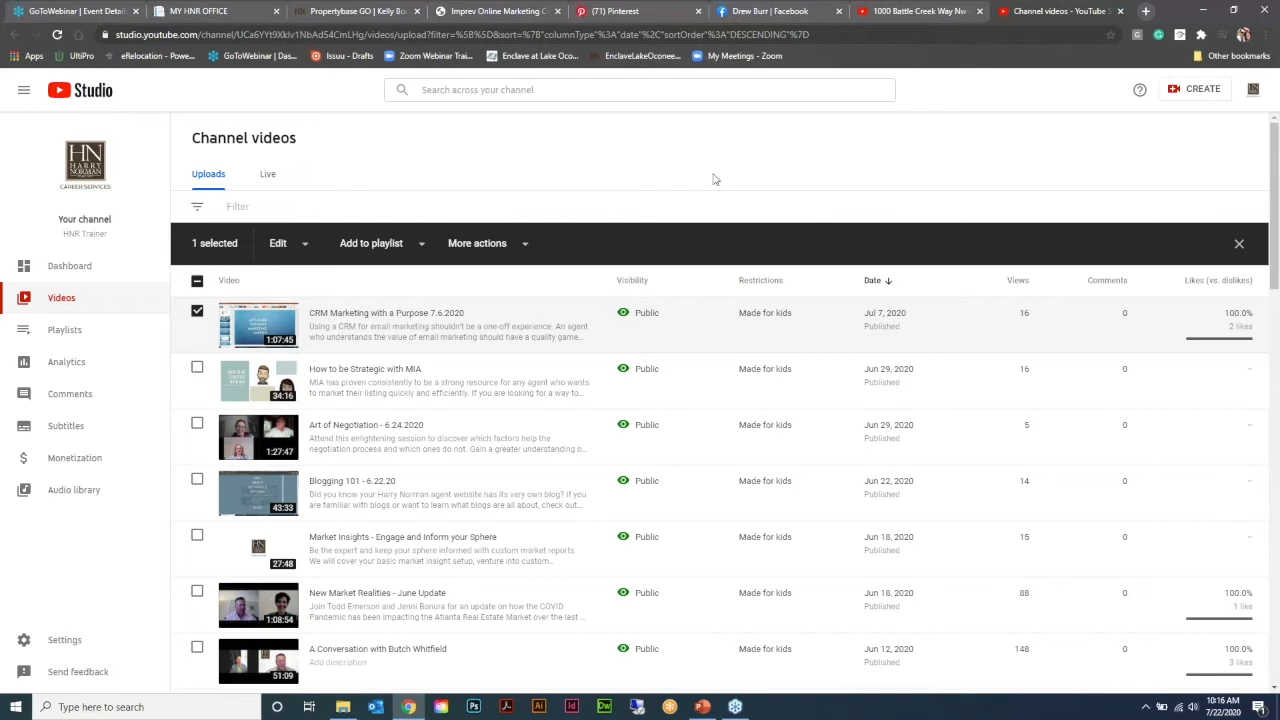 GoToWebinar | Das
MY HNR OFFICE
Propertybase GO | Kelly Bo
SmartZip
Imprev Online Marketing C
(71) Pinterest
Drew Burr | Facebook
1000 Battle Creek Way Nw
Channel videos - YouTube S
studio.youtube.com/channel/UCa6YYt9Xklv1NbAd54CmLHg/videos/upload?filter=%5B%5D&sort=%7B"columnType"%3A"date"%2C"sortOrder"%3A"DESCENDING"%7D
Apps
UltiPro
eRelocation - Powe...
GoToWebinar | Dash...
Issuu - Drafts
My Meetings - Zoom
Enclave at Lake Oco...
EnclaveLakeOconee...
My Meetings - Zoom
Other bookmarks
Studio
Search across your channel
CREATE
HN
HARRY
NORMAN
CAREER SERVICES
Your channel
HNR Trainer
Dashboard
Videos
Playlists
Analytics
Comments
Subtitles
Monetization
Audio library
Settings
Send feedback
Channel videos
Uploads
Live
Filter
1 selected
Edit
Add to playlist
More actions
Video
Visibility
Restrictions
Date
Views
Comments
Likes (vs. dislikes)
1:07:45
CRM Marketing with a Purpose 7.6.2020
Using a CRM for email marketing shouldn't be a one-off experience. An agent
who understands the value of email marketing should have a quality game...
Public
Made for kids
Jul 7, 2020
Published
16
0
100.0%
2 likes
34:16
How to be Strategic with MIA
MIA has proven consistently to be a strong resource for any agent who wants
to market their listing quickly and efficiently. If you are looking for a way to...
Public
Made for kids
Jun 29, 2020
Published
16
0
–
1:27:47
Art of Negotiation - 6.24.2020
Attend this enlightening session to discover which factors help the
negotiation process and which ones do not. Gain a greater understanding o...
Public
Made for kids
Jun 29, 2020
Published
5
0
–
43:33
Blogging 101 - 6.22.20
Did you know your Harry Norman agent website has its very own blog? If you
are familiar with blogs or want to learn what blogs are all about, check out...
Public
Made for kids
Jun 22, 2020
Published
14
0
–
27:48
Market Insights - Engage and Inform your Sphere
Be the expert and keep your sphere informed with custom market reports.
We will cover your basic market insight setup, venture into custom...
Public
Made for kids
Jun 18, 2020
Published
15
0
–
1:08:54
New Market Realities - June Update
Join Todd Emerson and Jenni Bonura for an update on how the COVID
Pandemic has been impacting the Atlanta Real Estate Market over the last ...
Public
Made for kids
Jun 18, 2020
Published
88
0
100.0%
1 like
51:09
A Conversation with Butch Whitfield
Add description
Public
Made for kids
Jun 12, 2020
Published
148
0
100.0%
3 likes
Type here to search
10:16 AM
7/22/2020